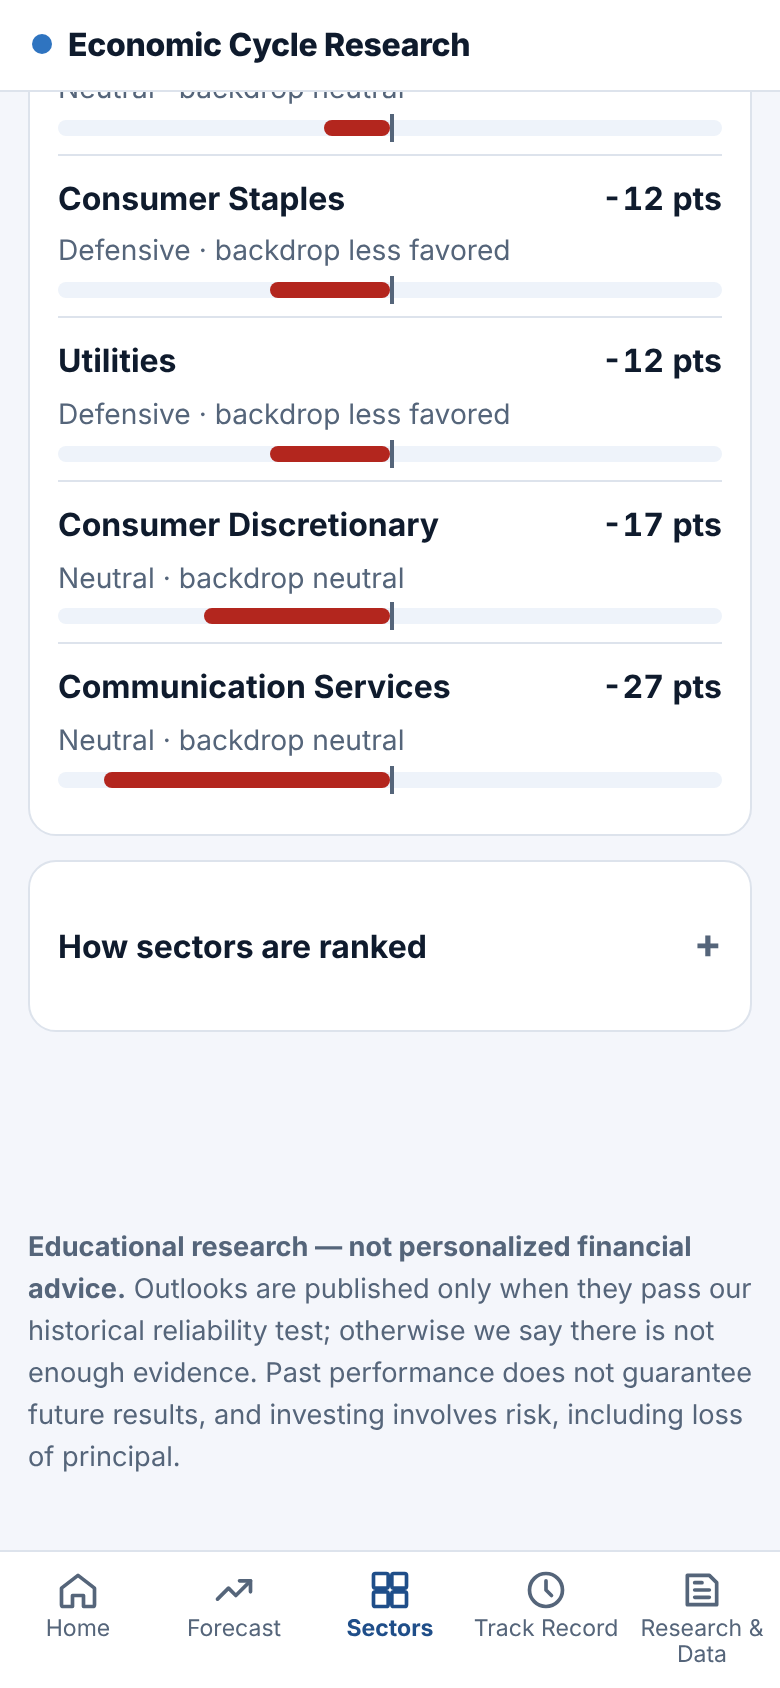 Economic Cycle Research
Neutral · backdrop neutral
Consumer Staples
-12 pts
Defensive · backdrop less favored
Utilities
-12 pts
Defensive · backdrop less favored
Consumer Discretionary
-17 pts
Neutral · backdrop neutral
Communication Services
-27 pts
Neutral · backdrop neutral
How sectors are ranked
+
Educational research — not personalized financial
advice. Outlooks are published only when they pass our
historical reliability test; otherwise we say there is not
enough evidence. Past performance does not guarantee
future results, and investing involves risk, including loss
of principal.
Home
Forecast
Sectors
Track Record
Research &
Data